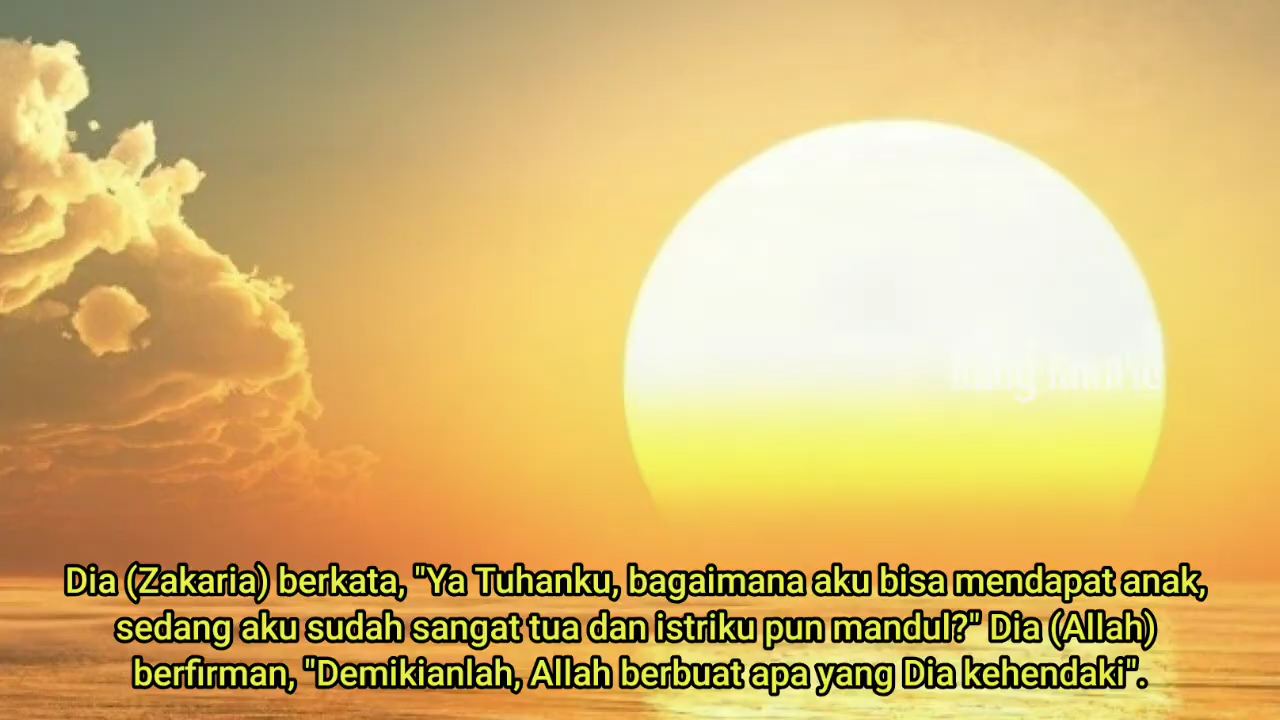 Dia (Zakaria) berkata, "Ya Tuhanku, bagaimana aku bisa mendapat anak,
sedang aku sudah sangat tua dan istriku pun mandul?" Dia (Allah)
berfirman, "Demikianlah, Allah berbuat apa yang Dia kehendaki".